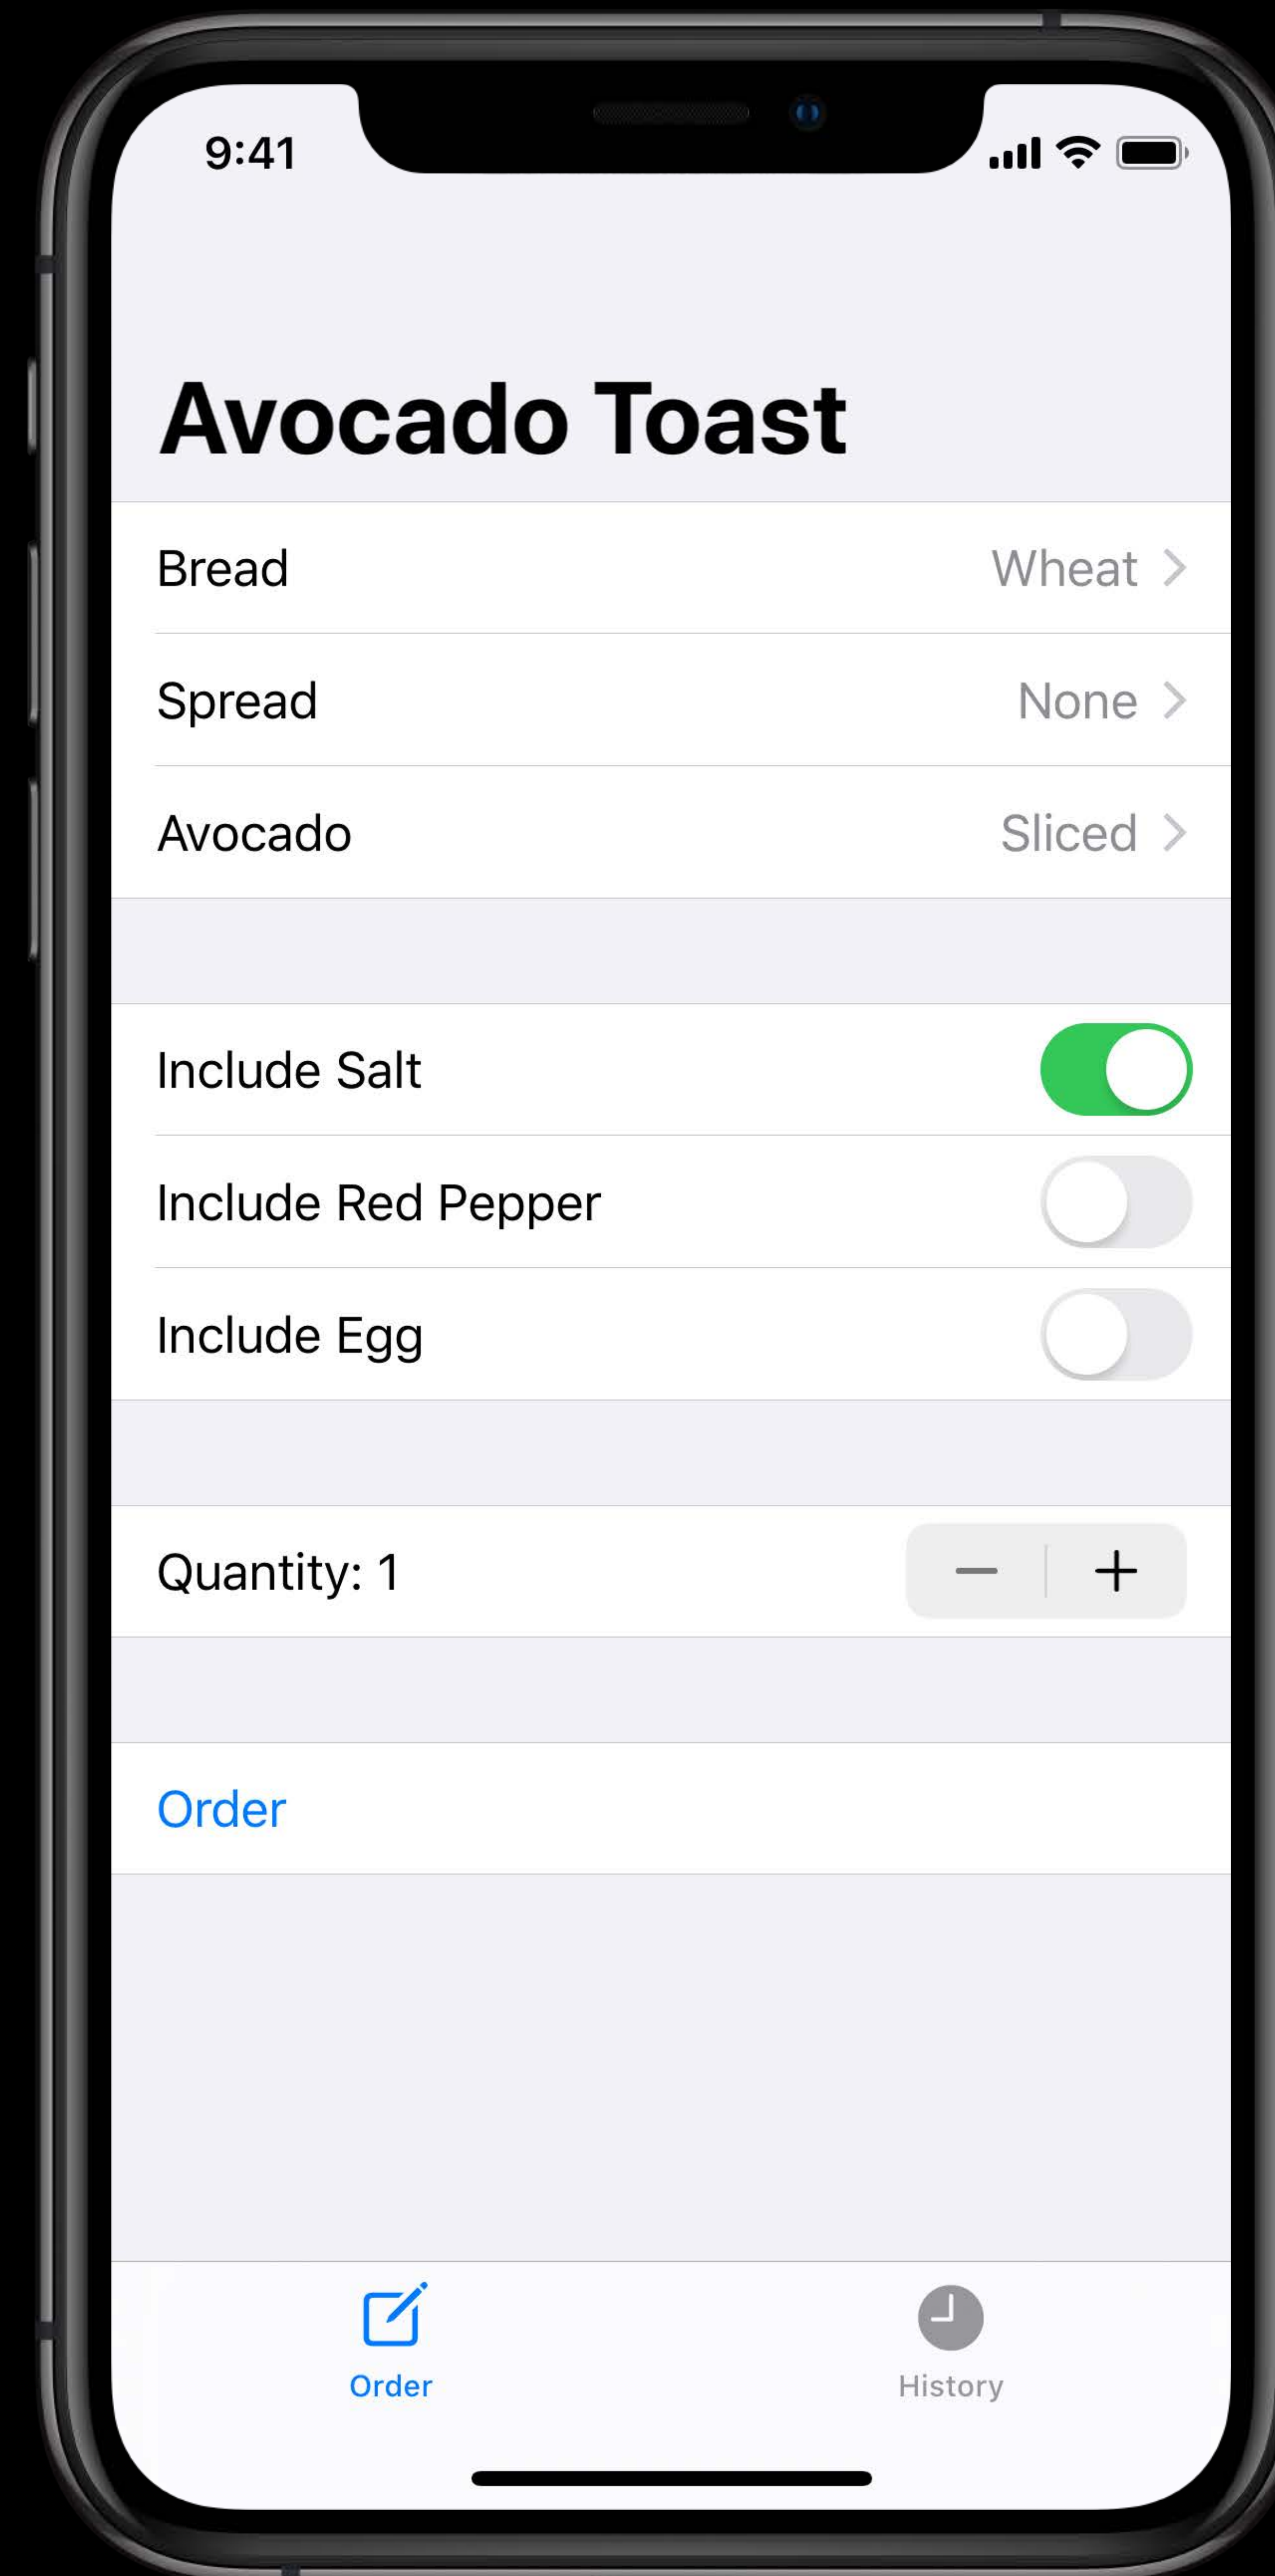 9:41
Avocado Toast
Bread Wheat
Spread None
Avocado Sliced
Include Salt
Include Red Pepper
Include Egg
Quantity: 1
Order
Order History